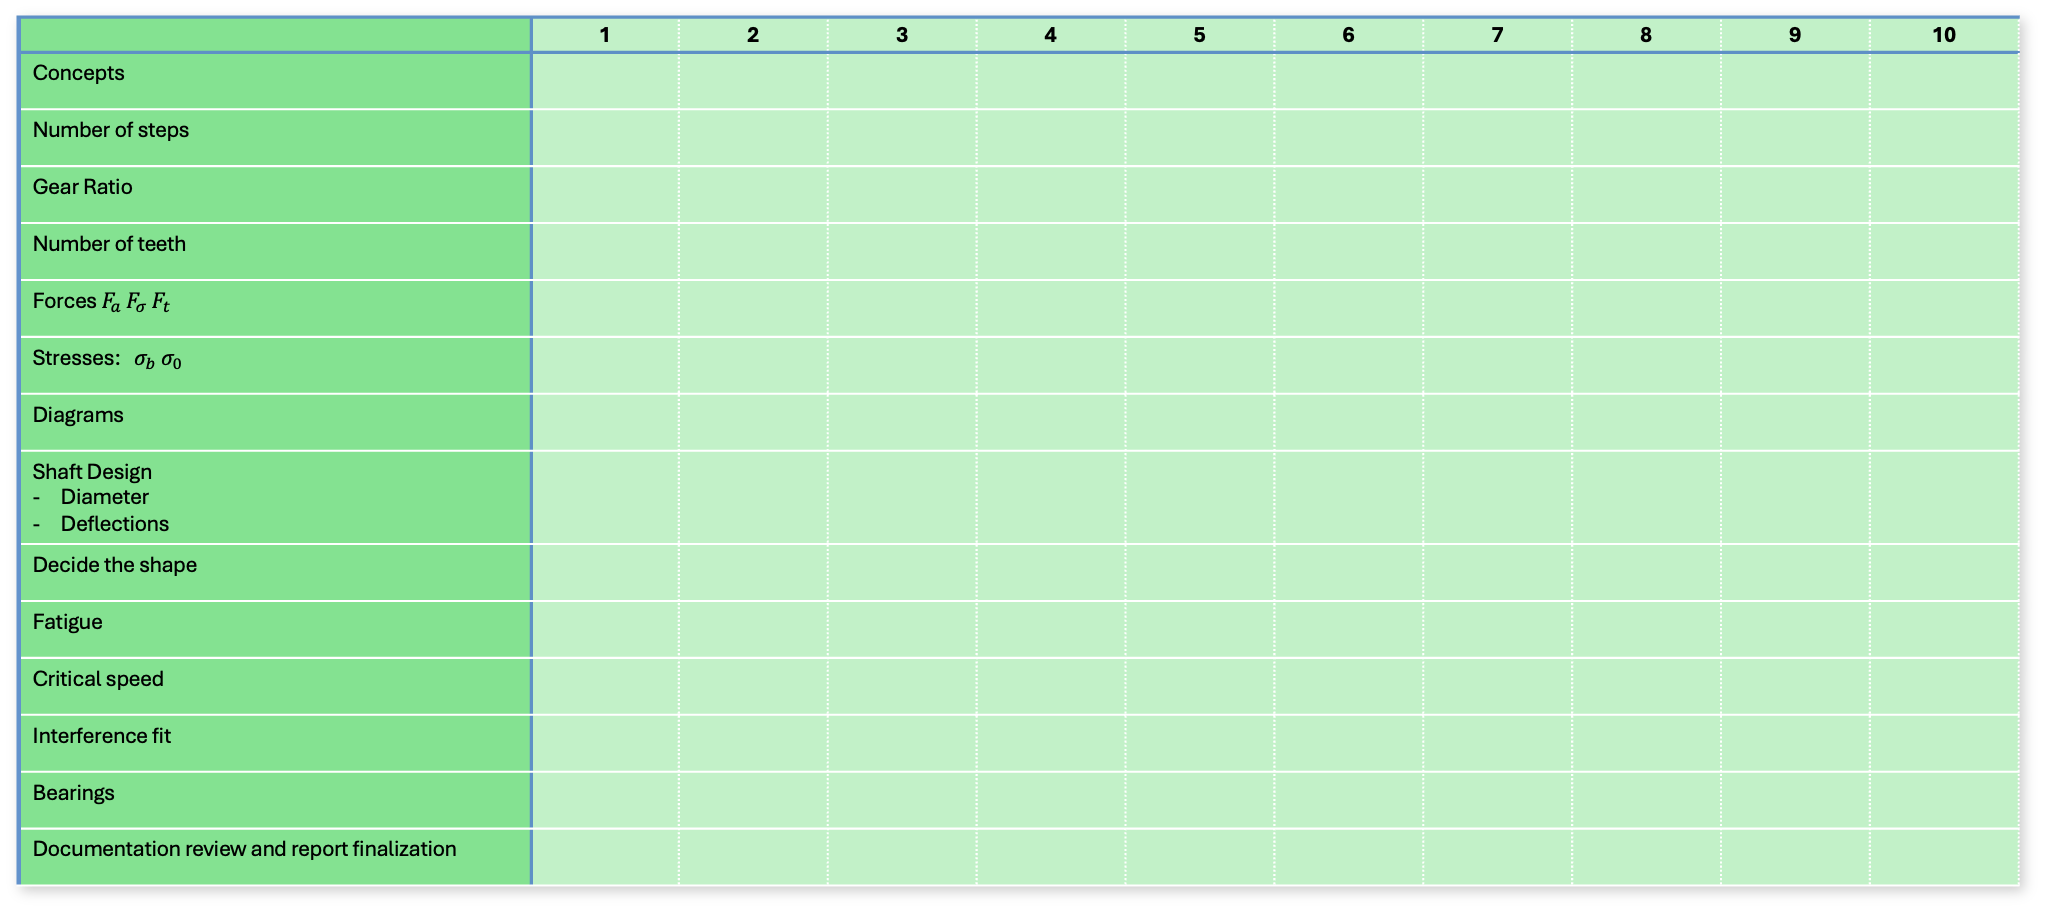 1 2 3 4 5 6 7 8 9 10
Concepts
Number of steps
Gear Ratio
Number of teeth
Forces 𝐹ₐ 𝐹_σ 𝐹ₜ
Stresses: 𝜎_b 𝜎₀
Diagrams
Shaft Design
- Diameter
- Deflections
Decide the shape
Fatigue
Critical speed
Interference fit
Bearings
Documentation review and report finalization